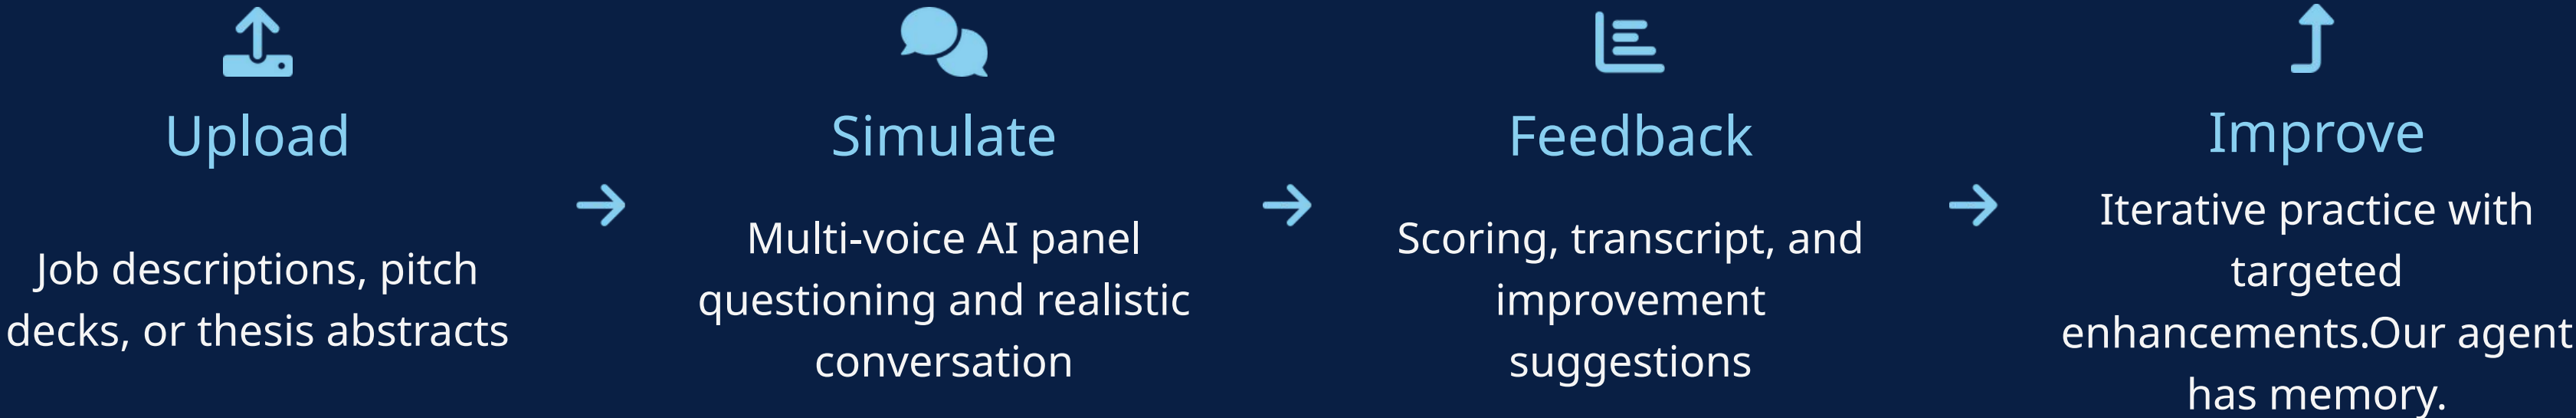 Upload
Job descriptions, pitch
decks, or thesis abstracts
Simulate
Multi-voice AI panel
questioning and realistic
conversation
Feedback
Scoring, transcript, and
improvement
suggestions
Improve
Iterative practice with
targeted
enhancements.Our agent
has memory.